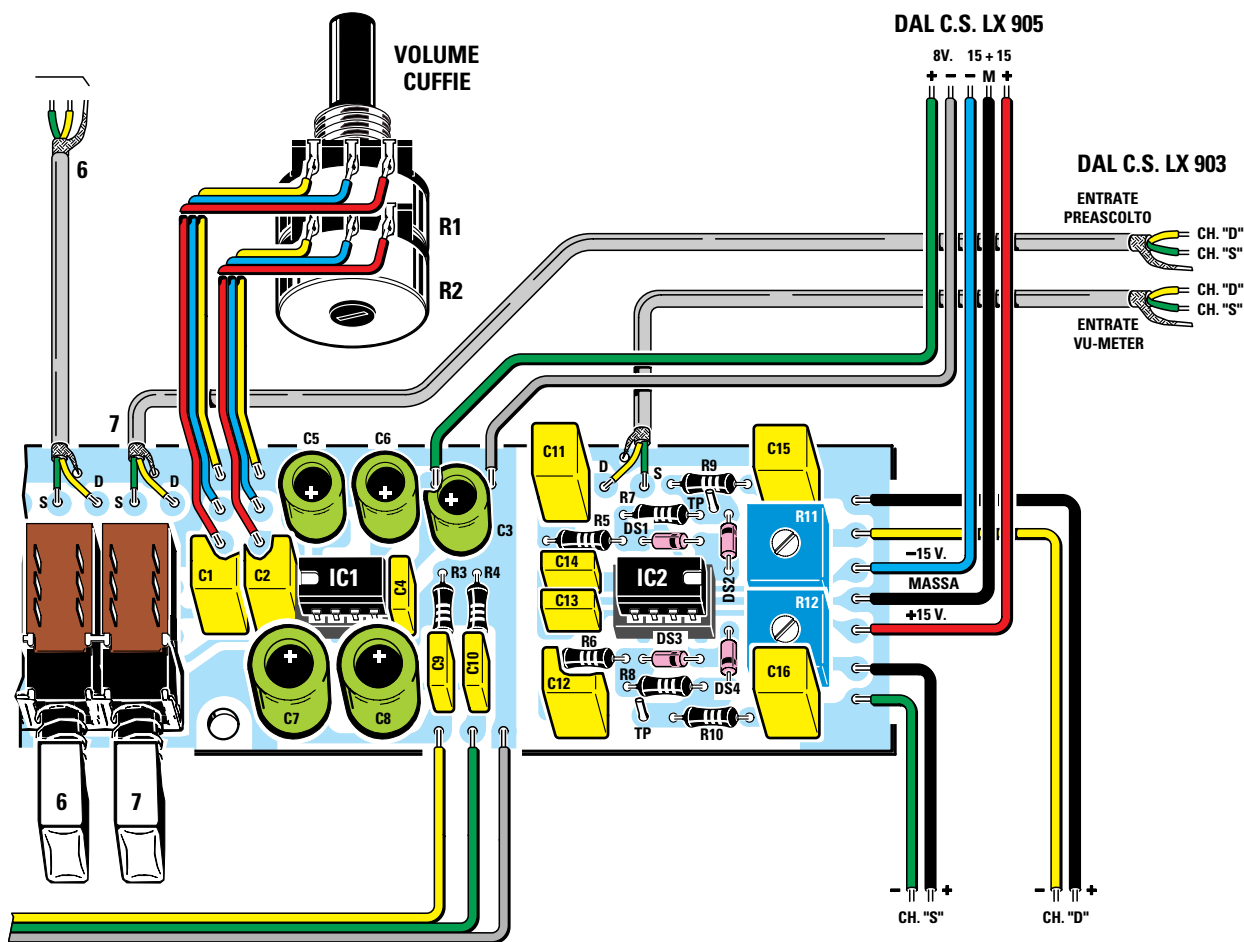 DAL C.S. LX 905
8V. 15 + 15
+ − − M +
VOLUME
CUFFIE
6
DAL C.S. LX 903
ENTRATE
PREASCOLTO
CH. "D"
CH. "S"
R1
R2
CH. "D"
CH. "S"
ENTRATE
VU-METER
7
C5
C6
C11
C15
D
S
R9
S
D
S
D
R7
TP
C3
R5
DS1
R11
−15 V.
C1
C2
IC1
C4
R3
R4
C14
IC2
DS2
MASSA
C13
R12
+15 V.
R6
DS3
C9
C10
R8
DS4
C12
C16
C7
C8
TP
R10
6
7
− +
CH. "S"
− +
CH. "D"